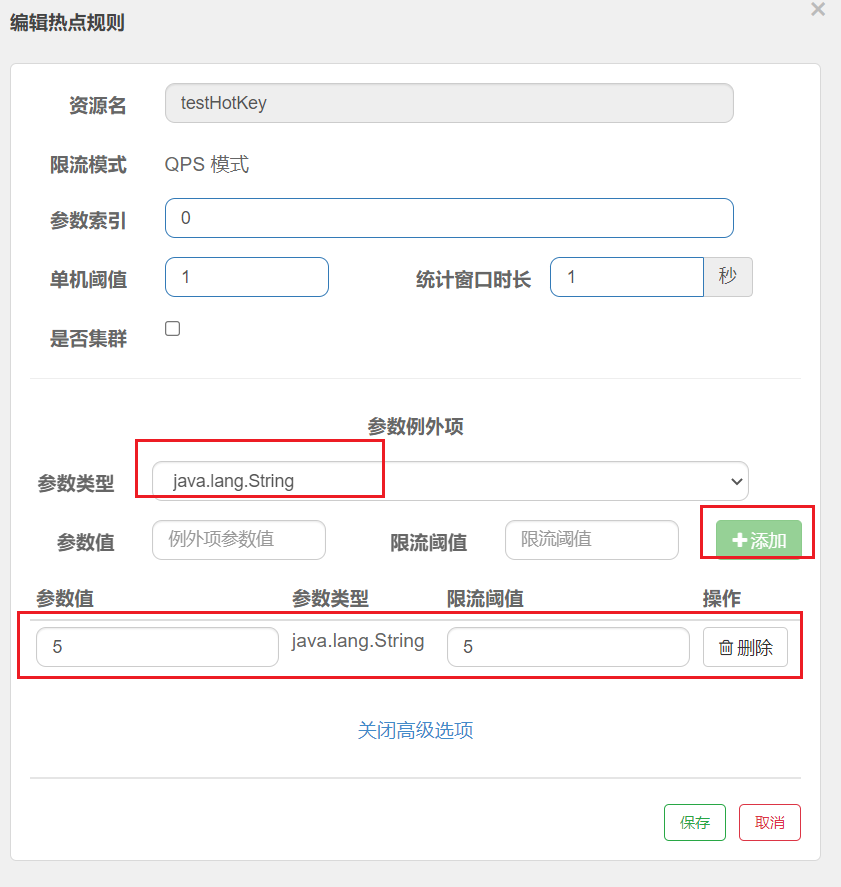 编辑热点规则 ×
资源名 testHotKey
限流模式 QPS 模式
参数索引 0
单机阈值 1 统计窗口时长 1 秒
是否集群
参数例外项
参数类型 java.lang.String
参数值 例外项参数值 限流阈值 限流阈值 +添加
参数值 参数类型 限流阈值 操作
5 java.lang.String 5 删除
关闭高级选项
保存 取消